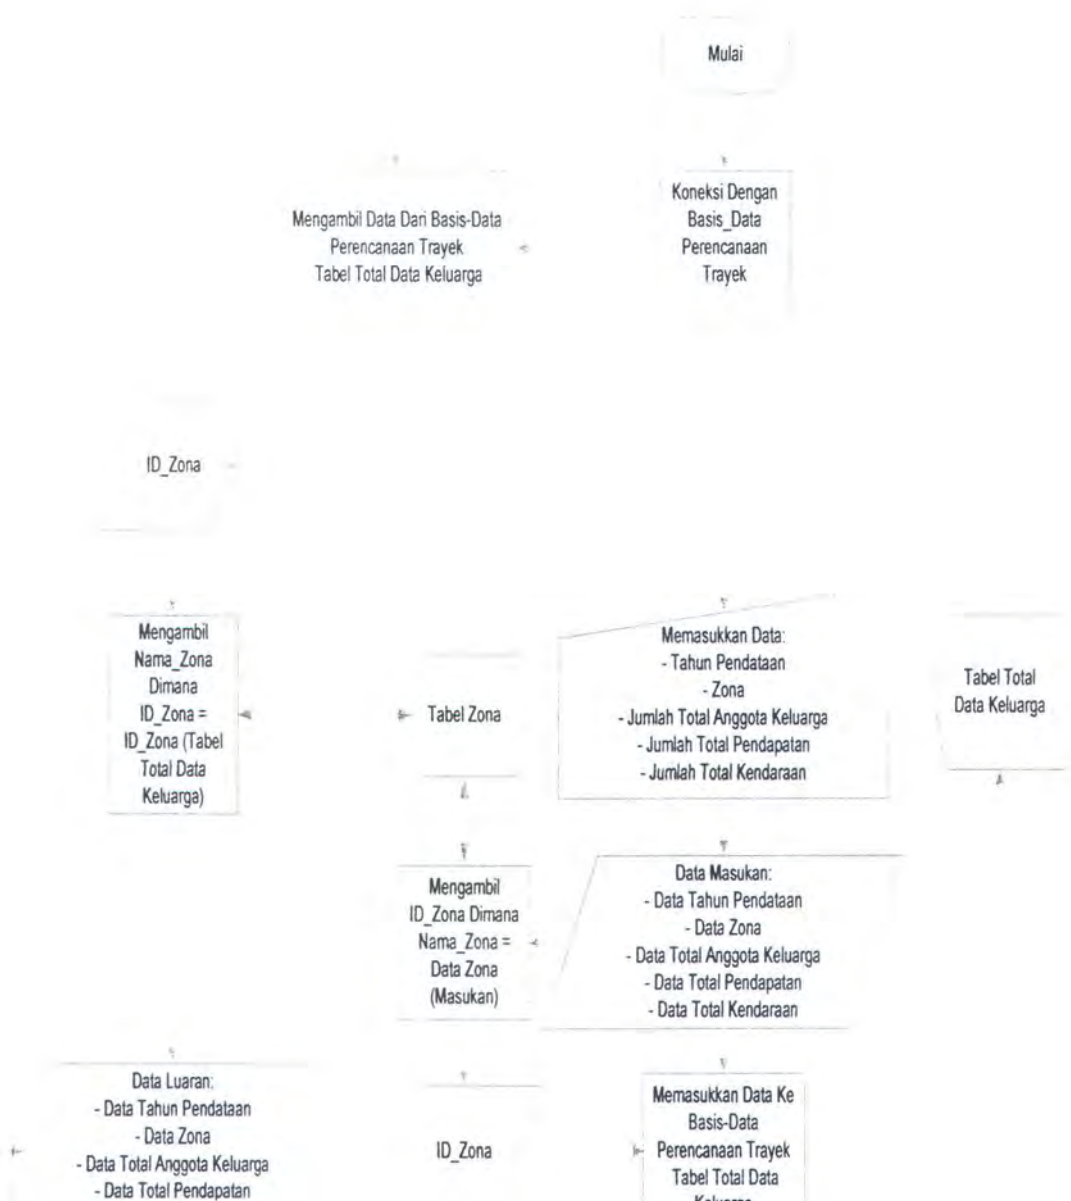 Mulai
Mengambil Data Dari Basis-Data
Perencanaan Trayek
Tabel Total Data Keluarga
Koneksi Dengan
Basis_Data
Perencanaan
Trayek
ID_Zona
Mengambil
Nama_Zona
Dimana
ID_Zona =
ID_Zona (Tabel
Total Data
Keluarga)
Tabel Zona
Memasukkan Data:
- Tahun Pendataan
- Zona
- Jumlah Total Anggota Keluarga
- Jumlah Total Pendapatan
- Jumlah Total Kendaraan
Tabel Total
Data Keluarga
Mengambil
ID_Zona Dimana
Nama_Zona =
Data Zona
(Masukan)
Data Masukan:
- Data Tahun Pendataan
- Data Zona
- Data Total Anggota Keluarga
- Data Total Pendapatan
- Data Total Kendaraan
Data Luaran:
- Data Tahun Pendataan
- Data Zona
- Data Total Anggota Keluarga
- Data Total Pendapatan
ID_Zona
Memasukkan Data Ke
Basis-Data
Perencanaan Trayek
Tabel Total Data